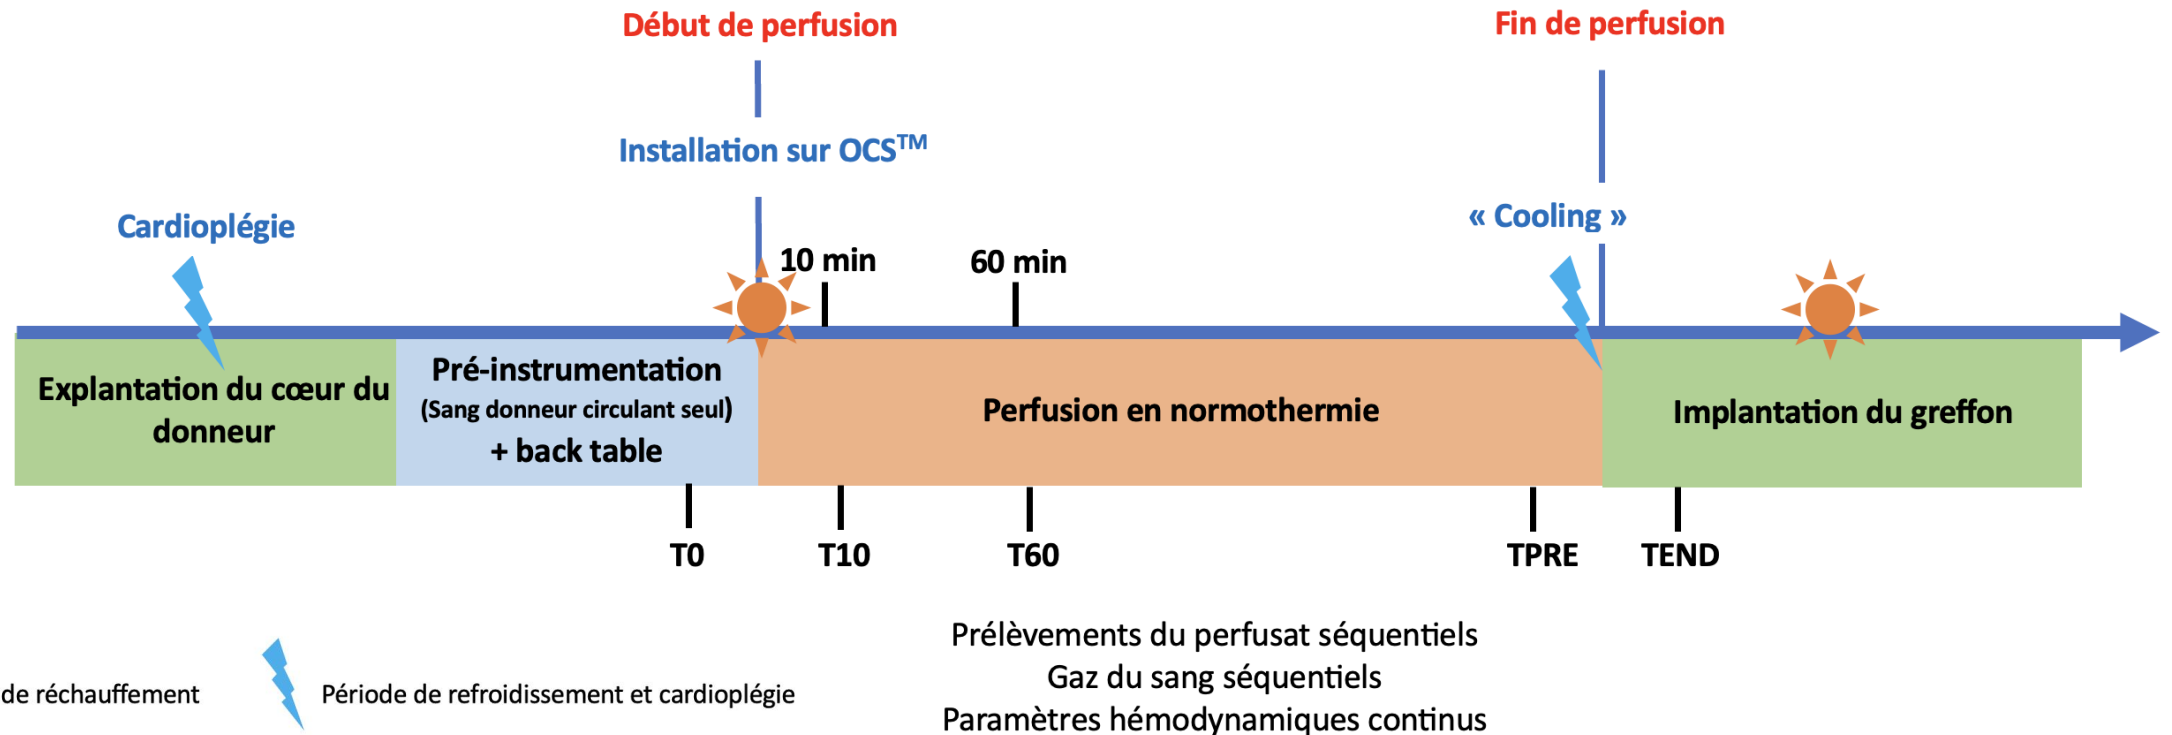 Début de perfusion
Fin de perfusion
Installation sur OCS™
Cardioplégie
« Cooling »
10 min
60 min
Explantation du cœur du
donneur
Pré-instrumentation
(Sang donneur circulant seul)
+ back table
Perfusion en normothermie
Implantation du greffon
T0
T10
T60
TPRE
TEND
Prélèvements du perfusat séquentiels
Gaz du sang séquentiels
Paramètres hémodynamiques continus
de réchauffement
Période de refroidissement et cardioplégie